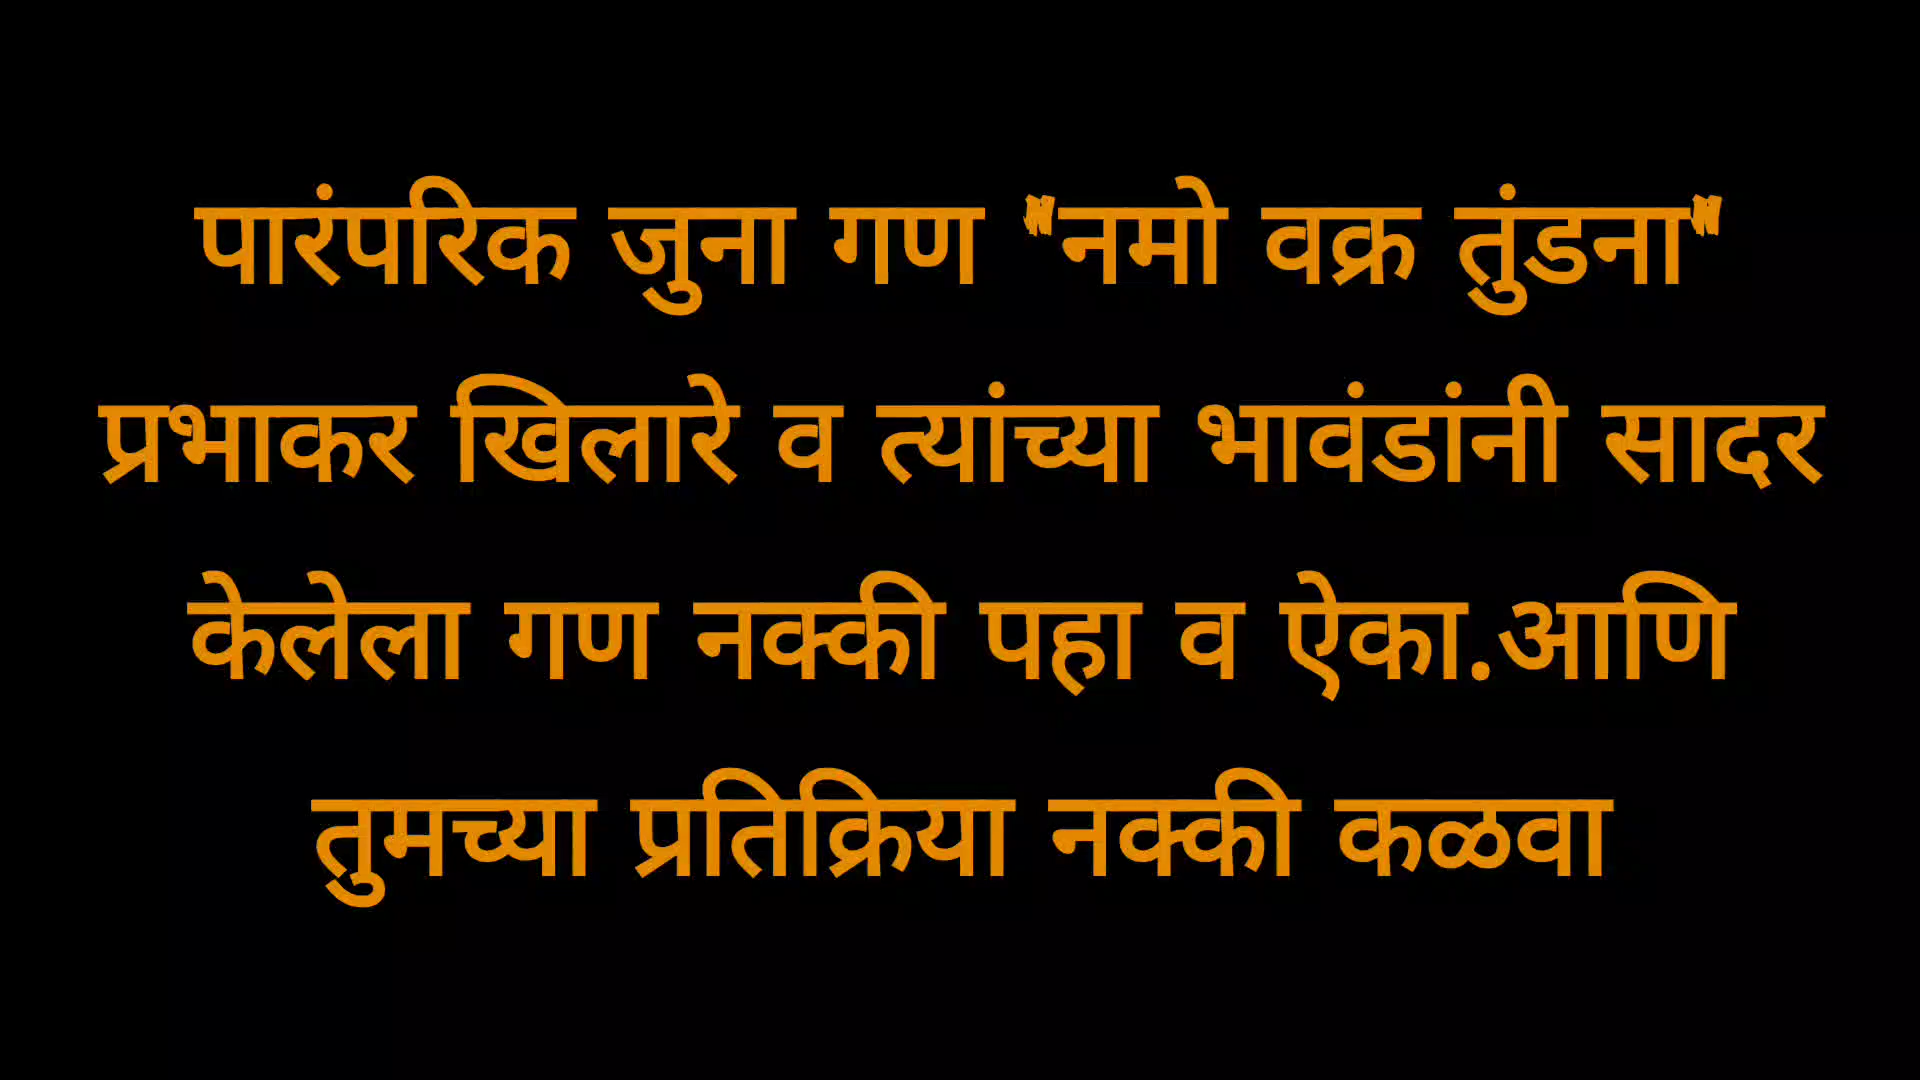 पारंपरिक जुना गण "नमो वक्र तुंडना"
प्रभाकर खिलारे व त्यांच्या भावंडांनी सादर
केलेला गण नक्की पहा व ऐका.आणि
तुमच्या प्रतिक्रिया नक्की कळवा